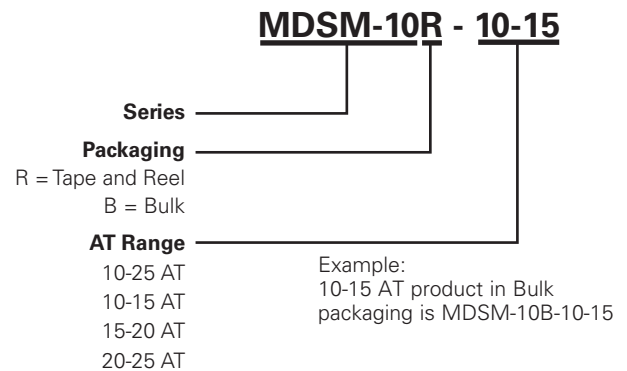 MDSM-10R - 10-15
Series
Packaging
R = Tape and Reel
B = Bulk
AT Range
10-25 AT
10-15 AT
15-20 AT
20-25 AT
Example:
10-15 AT product in Bulk
packaging is MDSM-10B-10-15